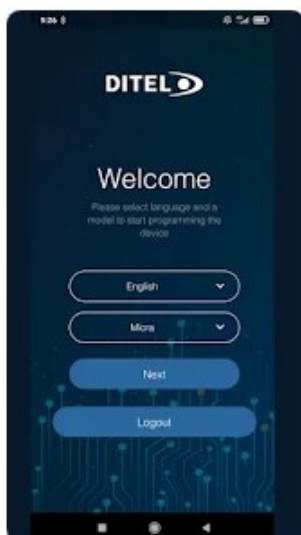 9:26
DITEL
Welcome
Please select language and a
model to start programming the
device
English
Micra
Next
Logout